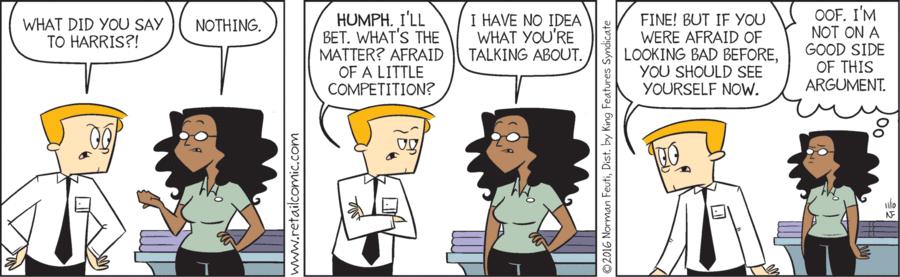 WHAT DID YOU SAY
TO HARRIS?!
NOTHING.
HUMPH. I'LL
BET. WHAT'S THE
MATTER? AFRAID
OF A LITTLE
COMPETITION?
I HAVE NO IDEA
WHAT YOU'RE
TALKING ABOUT.
FINE! BUT IF YOU
WERE AFRAID OF
LOOKING BAD BEFORE,
YOU SHOULD SEE
YOURSELF NOW.
OOF. I'M
NOT ON A
GOOD SIDE
OF THIS
ARGUMENT.
www.retailcomic.com
©2016 Norman Feuti, Dist. by King Features Syndicate
11/10
NF